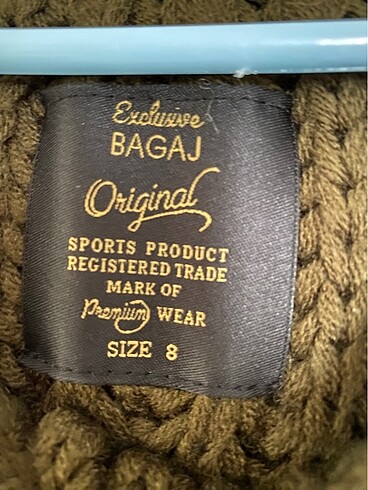 Exclusive
BAGAJ
Original
SPORTS PRODUCT
REGISTERED TRADE
MARK OF
Premium WEAR
SIZE 8